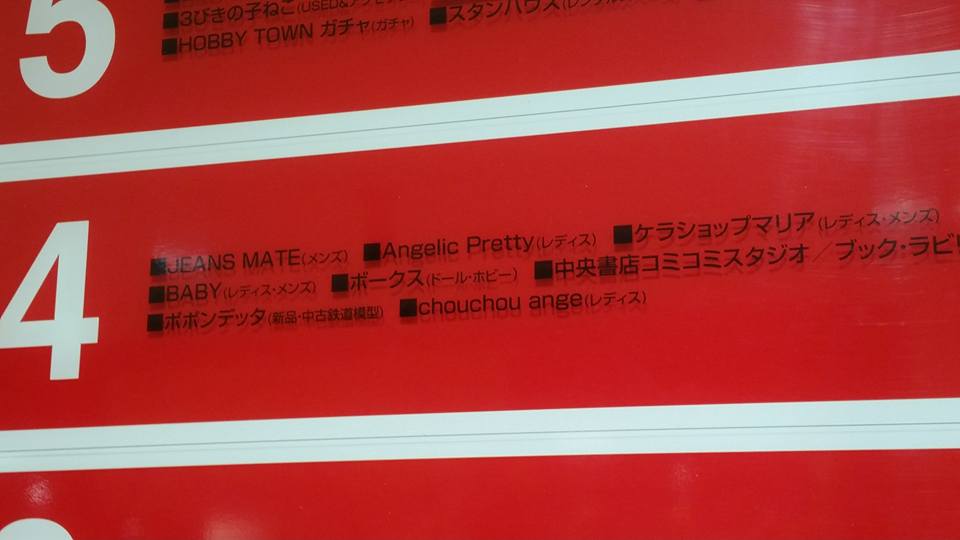 5
■3びきの子ねこ ■スタンハウス
■HOBBY TOWN ガチャ(ガチャ)
4
■JEANS MATE(メンズ) ■Angelic Pretty(レディス) ■ケラショップマリア(レディス・メンズ)
■BABY(レディス・メンズ) ■ボークス(ドール・ホビー) ■中央書店コミコミスタジオ／ブック・ラビ
■ポポンデッタ(新品・中古鉄道模型) ■chouchou ange(レディス)